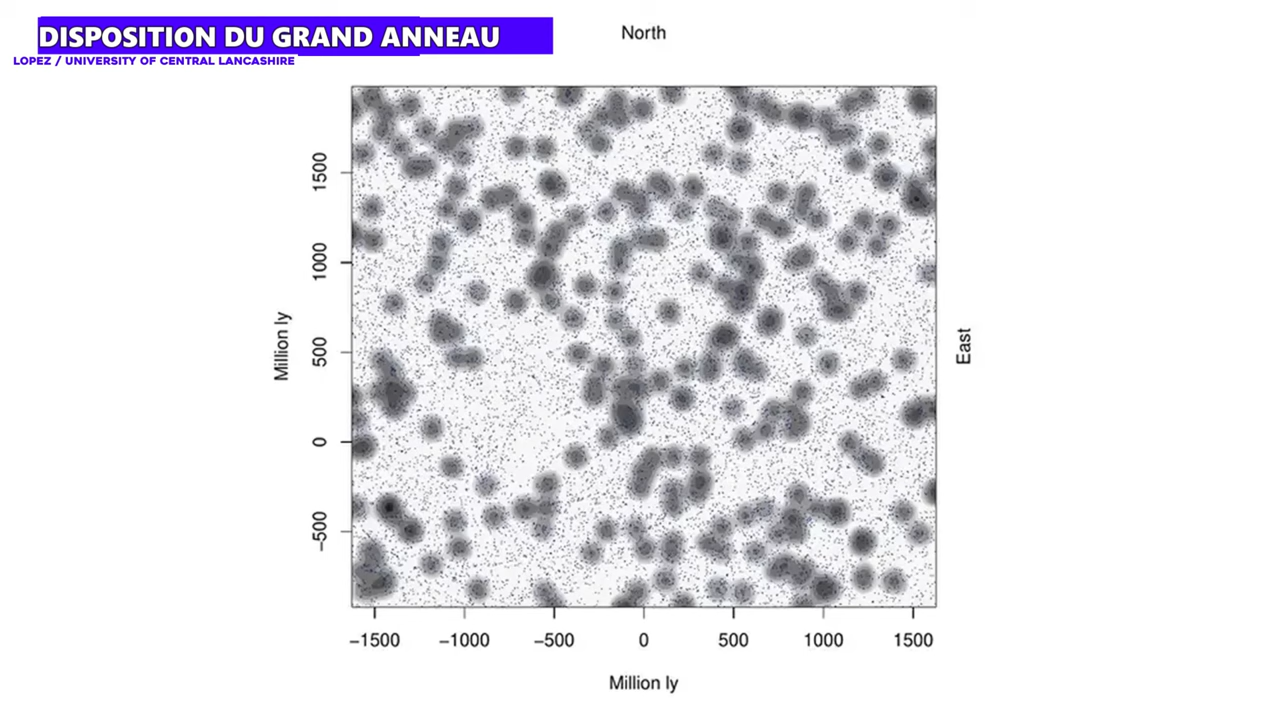 DISPOSITION DU GRAND ANNEAU
LOPEZ / UNIVERSITY OF CENTRAL LANCASHIRE
North
Million ly
1500
1000
500
0
−500
East
−1500 −1000 −500 0 500 1000 1500
Million ly